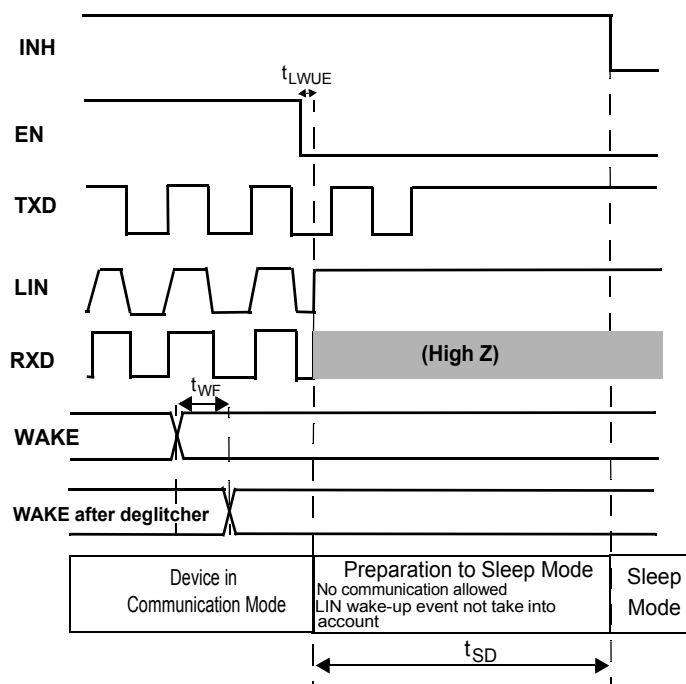 INH
tLWUE
EN
TXD
LIN
RXD
(High Z)
tWF
WAKE
WAKE after deglitcher
Device in
Communication Mode
Preparation to Sleep Mode
No communication allowed
LIN wake-up event not take into
account
Sleep
Mode
tSD